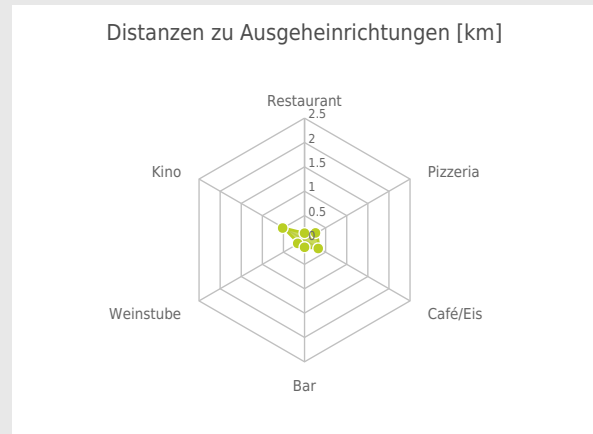 Distanzen zu Ausgeheinrichtungen [km]
Restaurant
2.5
2
Kino
1.5
Pizzeria
1
0.5
0
Weinstube
Café/Eis
Bar